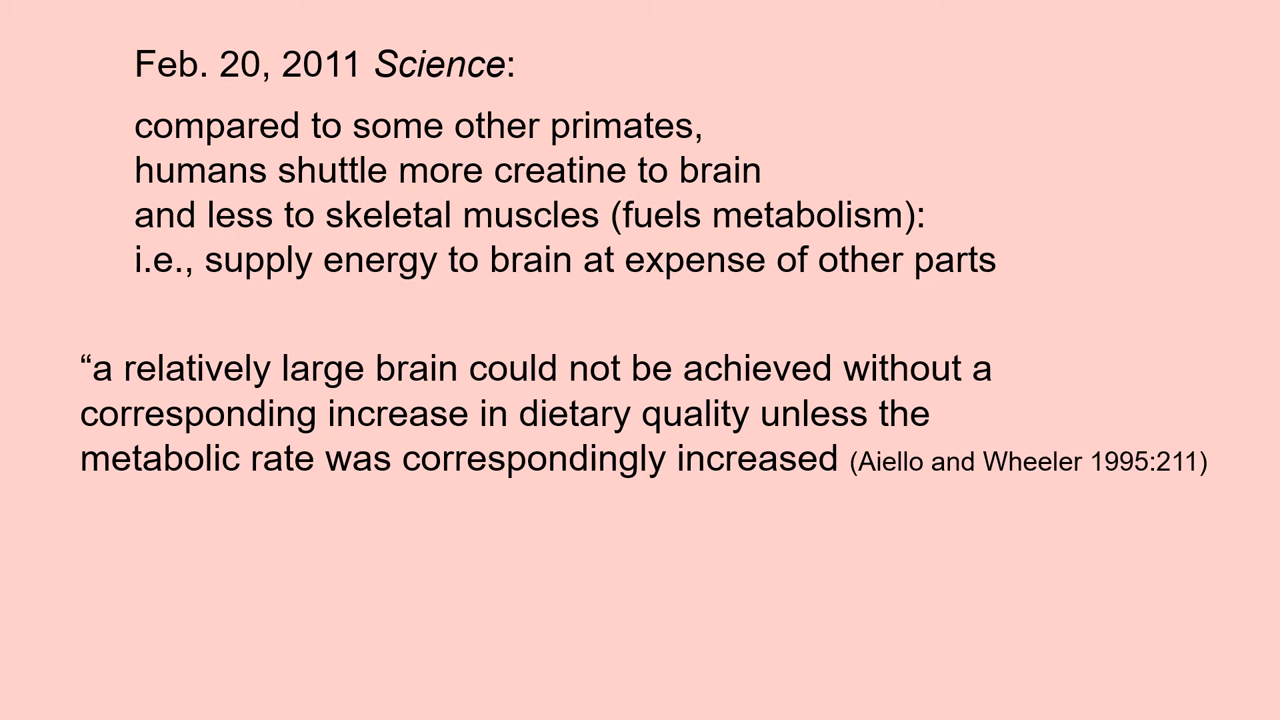 Feb. 20, 2011 Science:
compared to some other primates,
humans shuttle more creatine to brain
and less to skeletal muscles (fuels metabolism):
i.e., supply energy to brain at expense of other parts
“a relatively large brain could not be achieved without a
corresponding increase in dietary quality unless the
metabolic rate was correspondingly increased (Aiello and Wheeler 1995:211)